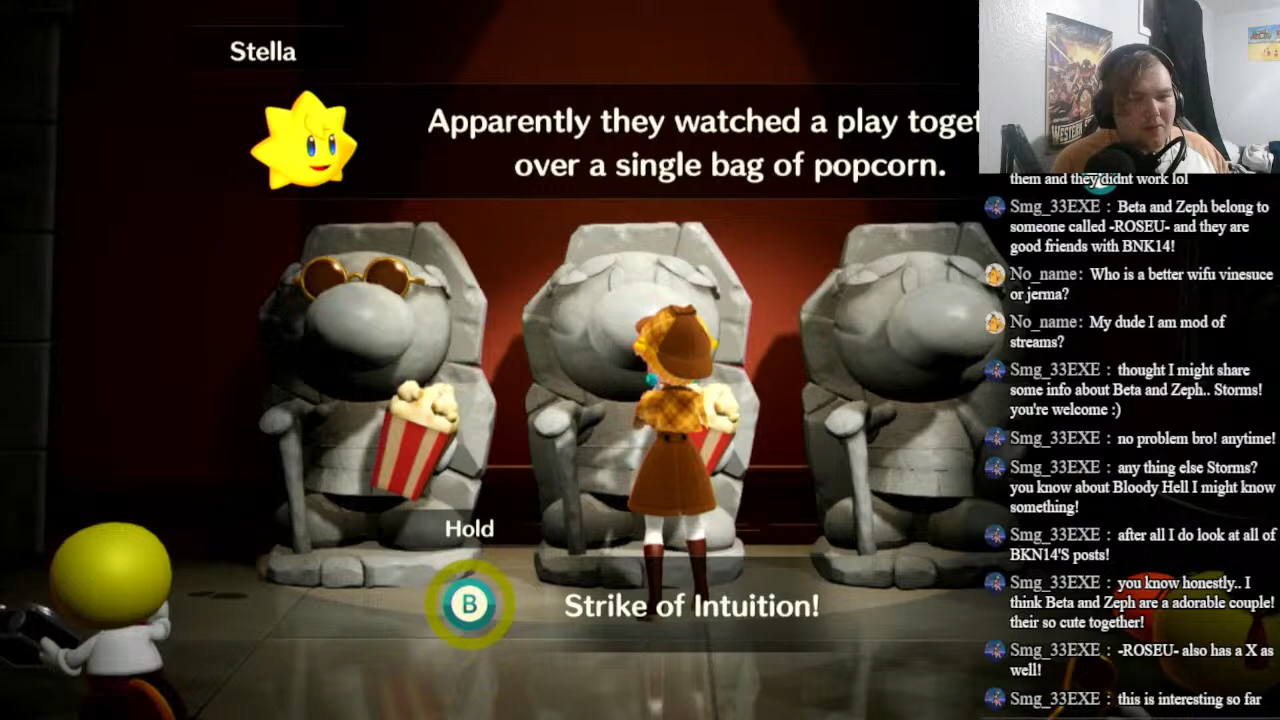 Stella
Apparently they watched a play toget
over a single bag of popcorn.
Hold
B
Strike of Intuition!
WESTERN
them and they didnt work lol
Smg_33EXE : Beta and Zeph belong to
someone called -ROSEU- and they are
good friends with BNK14!
No_name: Who is a better wifu vinesuce
or jerma?
No_name: My dude I am mod of
streams?
Smg_33EXE : thought I might share
some info about Beta and Zeph.. Storms!
you're welcome :)
Smg_33EXE : no problem bro! anytime!
Smg_33EXE : any thing else Storms?
you know about Bloody Hell I might know
something!
Smg_33EXE : after all I do look at all of
BKN14'S posts!
Smg_33EXE : you know honestly.. I
think Beta and Zeph are a adorable couple!
their so cute together!
Smg_33EXE : -ROSEU- also has a X as
well!
Smg_33EXE : this is interesting so far